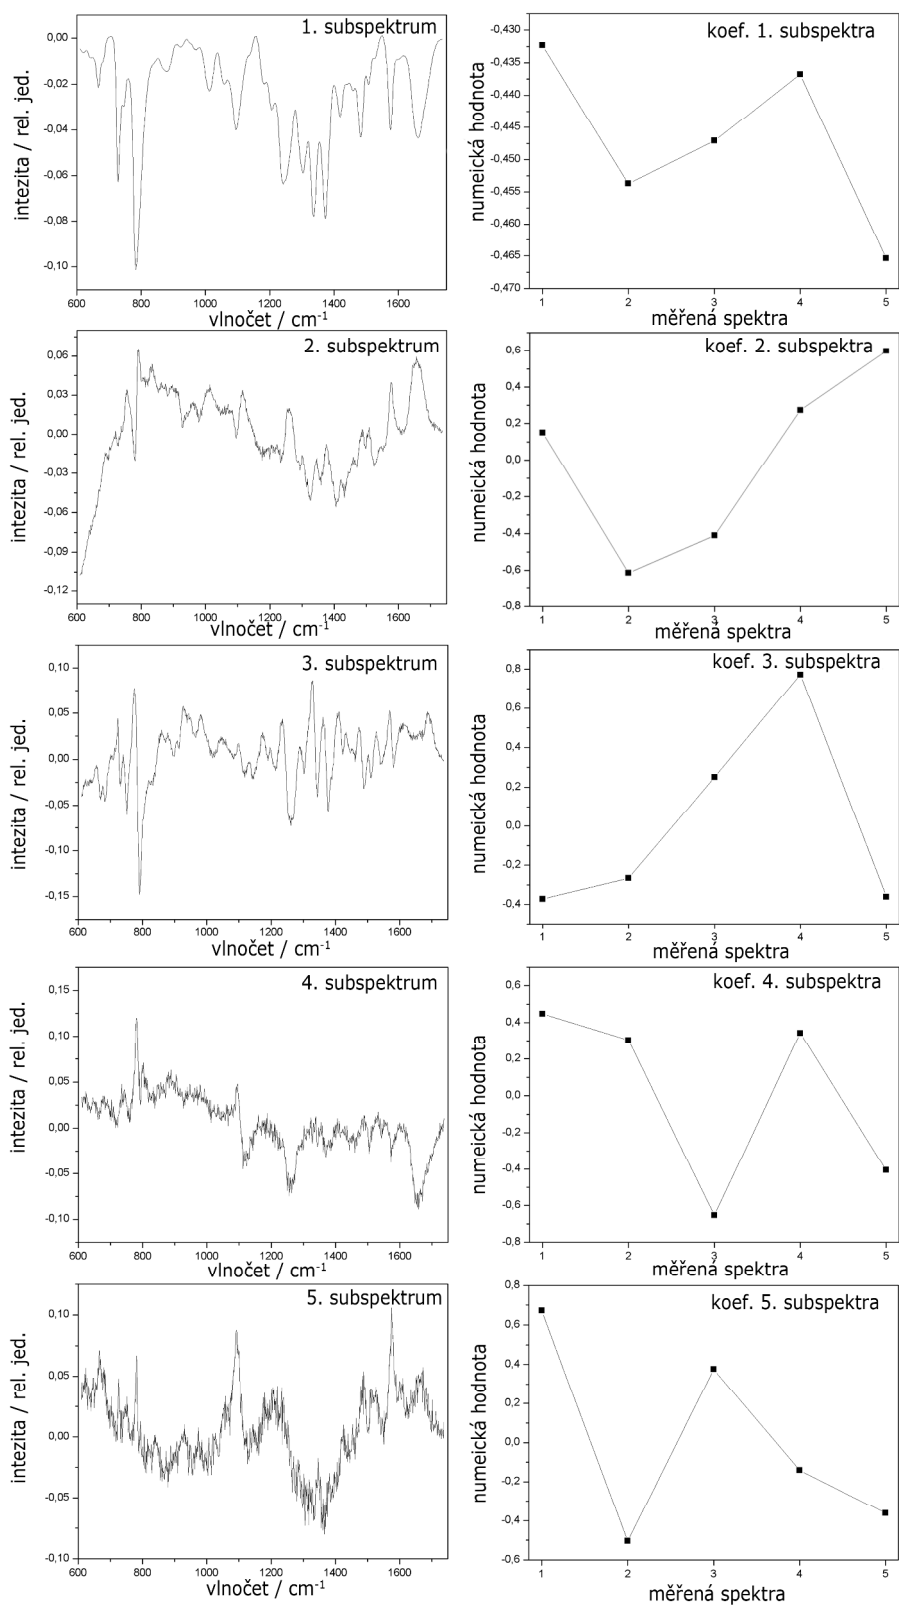 1. subspektrum
intezita / rel. jed.
0,00
-0,02
-0,04
-0,06
-0,08
-0,10
600 800 1000 1200 1400 1600
vlnočet / cm⁻¹
koef. 1. subspektra
numeická hodnota
-0,430
-0,435
-0,440
-0,445
-0,450
-0,455
-0,460
-0,465
-0,470
1 2 3 4 5
měřená spektra
2. subspektrum
intezita / rel. jed.
0,06
0,03
0,00
-0,03
-0,06
-0,09
-0,12
600 800 1000 1200 1400 1600
vlnočet / cm⁻¹
koef. 2. subspektra
numeická hodnota
0,6
0,4
0,2
0,0
-0,2
-0,4
-0,6
-0,8
1 2 3 4 5
měřená spektra
3. subspektrum
intezita / rel. jed.
0,10
0,05
0,00
-0,05
-0,10
-0,15
600 800 1000 1200 1400 1600
vlnočet / cm⁻¹
koef. 3. subspektra
numeická hodnota
0,8
0,6
0,4
0,2
0,0
-0,2
-0,4
1 2 3 4 5
měřená spektra
4. subspektrum
intezita / rel. jed.
0,15
0,10
0,05
0,00
-0,05
-0,10
600 800 1000 1200 1400 1600
vlnočet / cm⁻¹
koef. 4. subspektra
numeická hodnota
0,6
0,4
0,2
0,0
-0,2
-0,4
-0,6
-0,8
1 2 3 4 5
měřená spektra
5. subspektrum
intezita / rel. jed.
0,10
0,05
0,00
-0,05
-0,10
600 800 1000 1200 1400 1600
vlnočet / cm⁻¹
koef. 5. subspektra
numeická hodnota
0,8
0,6
0,4
0,2
0,0
-0,2
-0,4
-0,6
1 2 3 4 5
měřená spektra